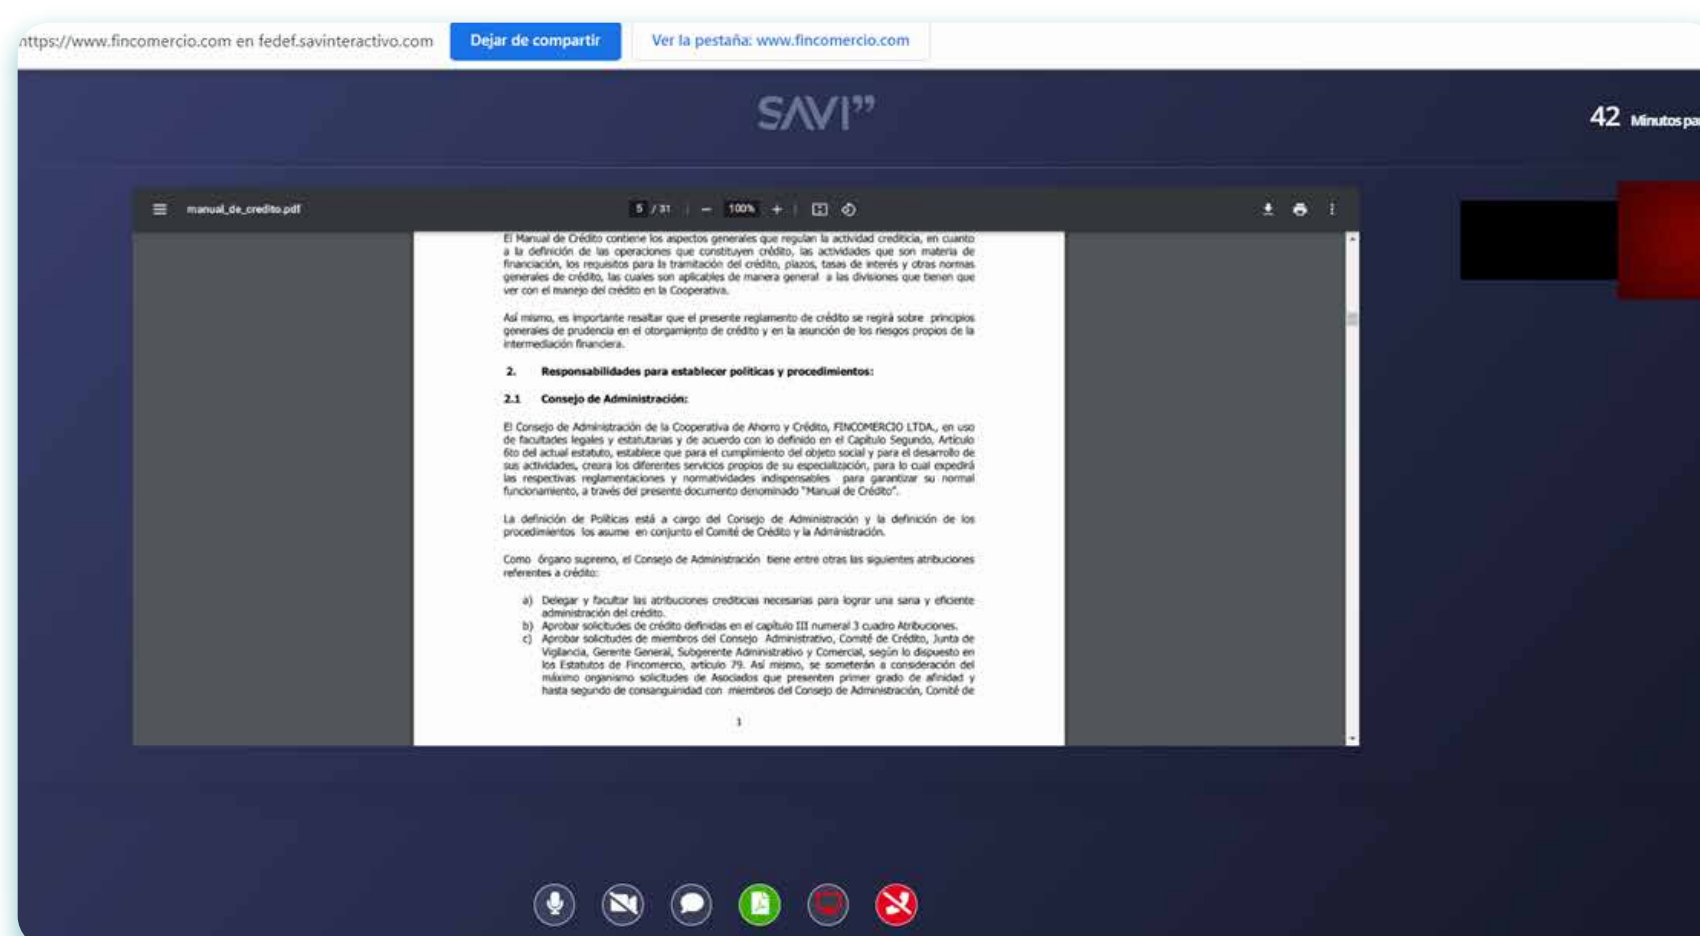 https://www.fincomercio.com en fedef.savinteractivo.com
Dejar de compartir
Ver la pestaña: www.fincomercio.com
SAVI”
42 Minutos
manual_de_credito.pdf
5 / 31
100%
El Manual de Crédito contiene los aspectos generales que regulan la actividad crediticia, en cuanto
a la definición de las operaciones que constituyen crédito, las actividades que son materia de
financiación, los requisitos para la tramitación del crédito, plazos, tasas de interés y otras normas
generales de crédito, las cuales son aplicables de manera general a las divisiones que tienen que
ver con el manejo del crédito en la Cooperativa.
Así mismo, es importante resaltar que el presente reglamento de crédito se regirá sobre principios
generales de prudencia en el otorgamiento de crédito y en la asunción de los riesgos propios de la
intermediación financiera.
2. Responsabilidades para establecer políticas y procedimientos:
2.1 Consejo de Administración:
El Consejo de Administración de la Cooperativa de Ahorro y Crédito, FINCOMERCIO LTDA., en uso
de facultades legales y estatutarias y de acuerdo con lo definido en el Capítulo Segundo, Artículo
6to del actual estatuto, establece que para el cumplimiento del objeto social y para el desarrollo de
sus actividades, creara los diferentes servicios propios de su especialización, para lo cual expedirá
las respectivas reglamentaciones y normatividades indispensables para garantizar su normal
funcionamiento, a través del presente documento denominado "Manual de Crédito".
La definición de Políticas está a cargo del Consejo de Administración y la definición de los
procedimientos los asume en conjunto el Comité de Crédito y la Administración.
Como órgano supremo, el Consejo de Administración tiene entre otras las siguientes atribuciones
referentes a crédito:
a) Delegar y facultar las atribuciones crediticias necesarias para lograr una sana y eficiente
administración del crédito.
b) Aprobar solicitudes de crédito definidas en el capítulo III numeral 3 cuadro Atribuciones.
c) Aprobar solicitudes de miembros del Consejo Administrativo, Comité de Crédito, Junta de
Vigilancia, Gerente General, Subgerente Administrativo y Comercial, según lo dispuesto en
los Estatutos de Fincomercio, artículo 79. Así mismo, se someterán a consideración del
máximo organismo solicitudes de Asociados que presenten primer grado de afinidad y
hasta segundo de consanguinidad con miembros del Consejo de Administración, Comité de